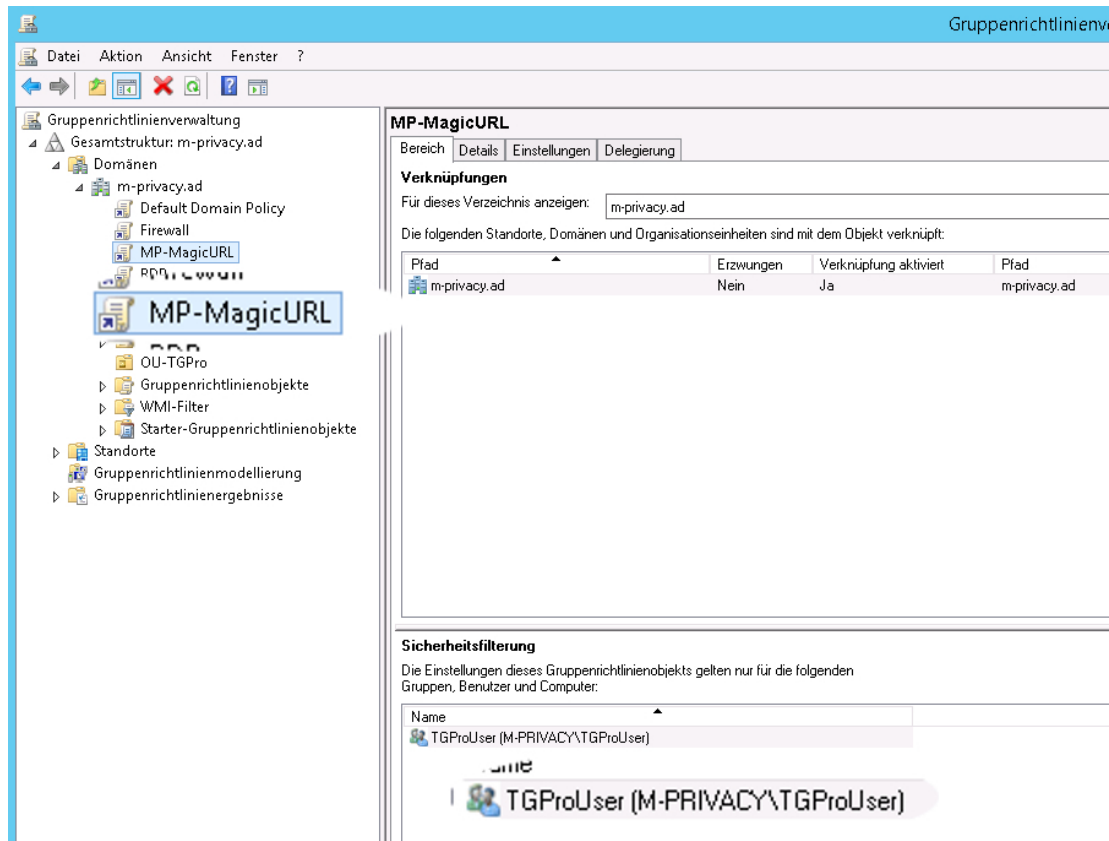 Gruppenrichtlinienv
Datei Aktion Ansicht Fenster ?
Gruppenrichtlinienverwaltung
Gesamtstruktur: m-privacy.ad
Domänen
m-privacy.ad
Default Domain Policy
Firewall
MP-MagicURL
MP-MagicURL
OU-TGPro
Gruppenrichtlinienobjekte
WMI-Filter
Starter-Gruppenrichtlinienobjekte
Standorte
Gruppenrichtlinienmodellierung
Gruppenrichtlinienergebnisse
MP-MagicURL
Bereich Details Einstellungen Delegierung
Verknüpfungen
Für dieses Verzeichnis anzeigen: m-privacy.ad
Die folgenden Standorte, Domänen und Organisationseinheiten sind mit dem Objekt verknüpft:
Pfad Erzwungen Verknüpfung aktiviert Pfad
m-privacy.ad Nein Ja m-privacy.ad
Sicherheitsfilterung
Die Einstellungen dieses Gruppenrichtlinienobjekts gelten nur für die folgenden
Gruppen, Benutzer und Computer:
Name
TGProUser (M-PRIVACY\TGProUser)
TGProUser (M-PRIVACY\TGProUser)